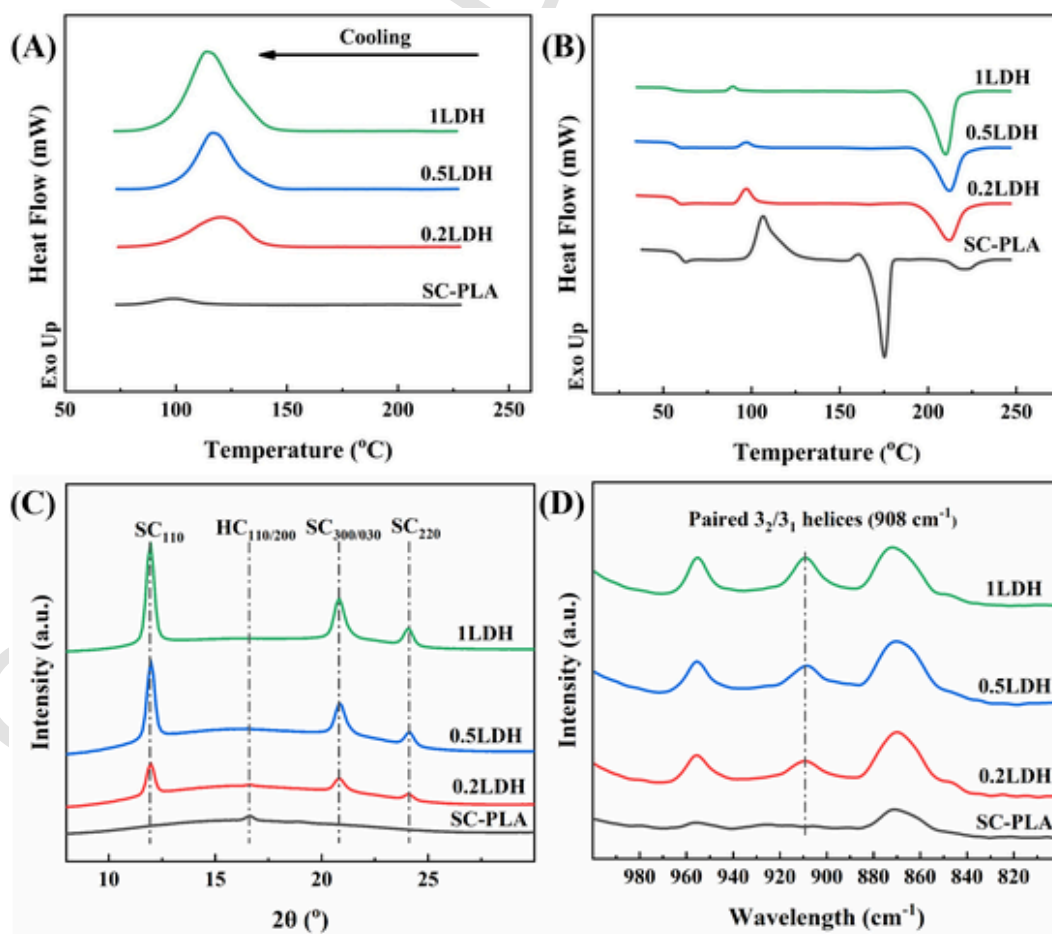 (A)
Cooling
1LDH
0.5LDH
0.2LDH
SC-PLA
Exo Up
Heat Flow (mW)
50 100 150 200 250
Temperature (°C)
(B)
1LDH
0.5LDH
0.2LDH
SC-PLA
Exo Up
Heat Flow (mW)
50 100 150 200 250
Temperature (°C)
(C)
SC110 HC110/200 SC300/030 SC220
1LDH
0.5LDH
0.2LDH
SC-PLA
Intensity (a.u.)
10 15 20 25
2θ (°)
(D)
Paired 32/31 helices (908 cm-1)
1LDH
0.5LDH
0.2LDH
SC-PLA
Intensity (a.u.)
980 960 940 920 900 880 860 840 820
Wavelength (cm-1)